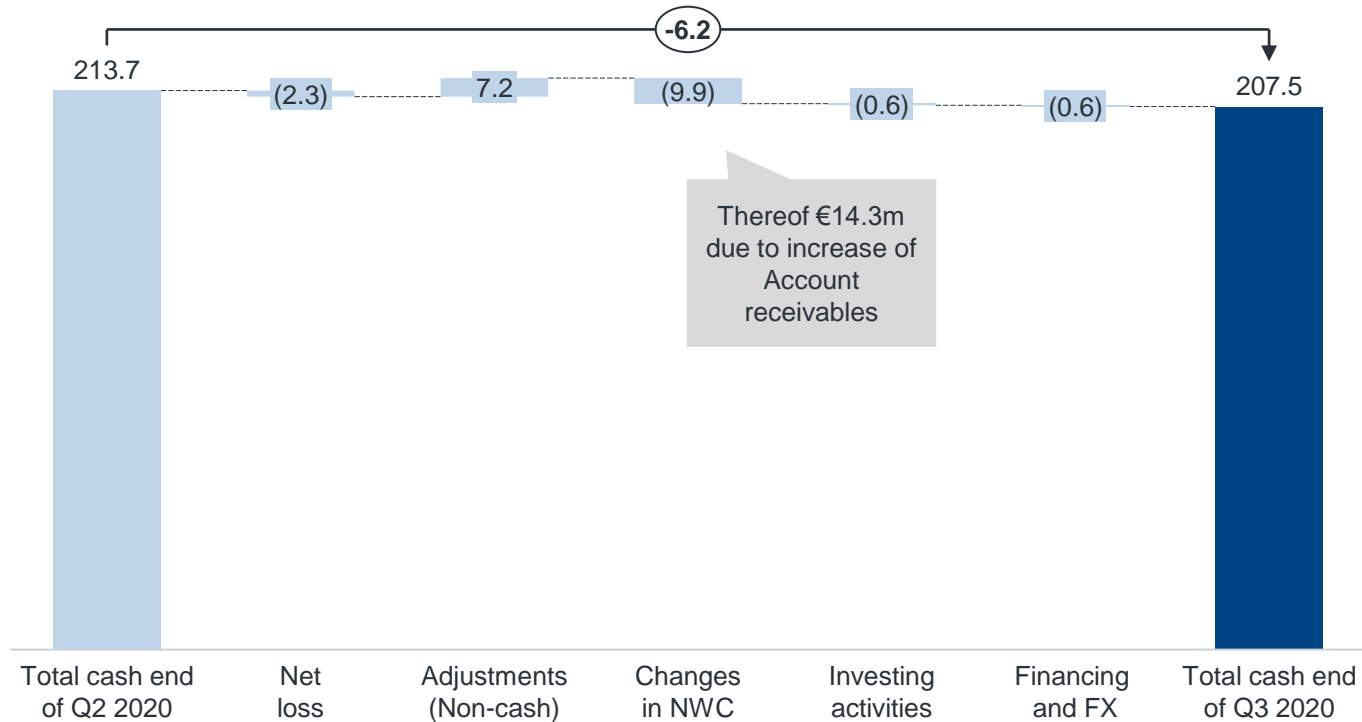 -6.2
213.7
(2.3)
7.2
(9.9)
(0.6)
(0.6)
207.5
Thereof €14.3m
due to increase of
Account
receivables
Total cash end
of Q2 2020
Net
loss
Adjustments
(Non-cash)
Changes
in NWC
Investing
activities
Financing
and FX
Total cash end
of Q3 2020